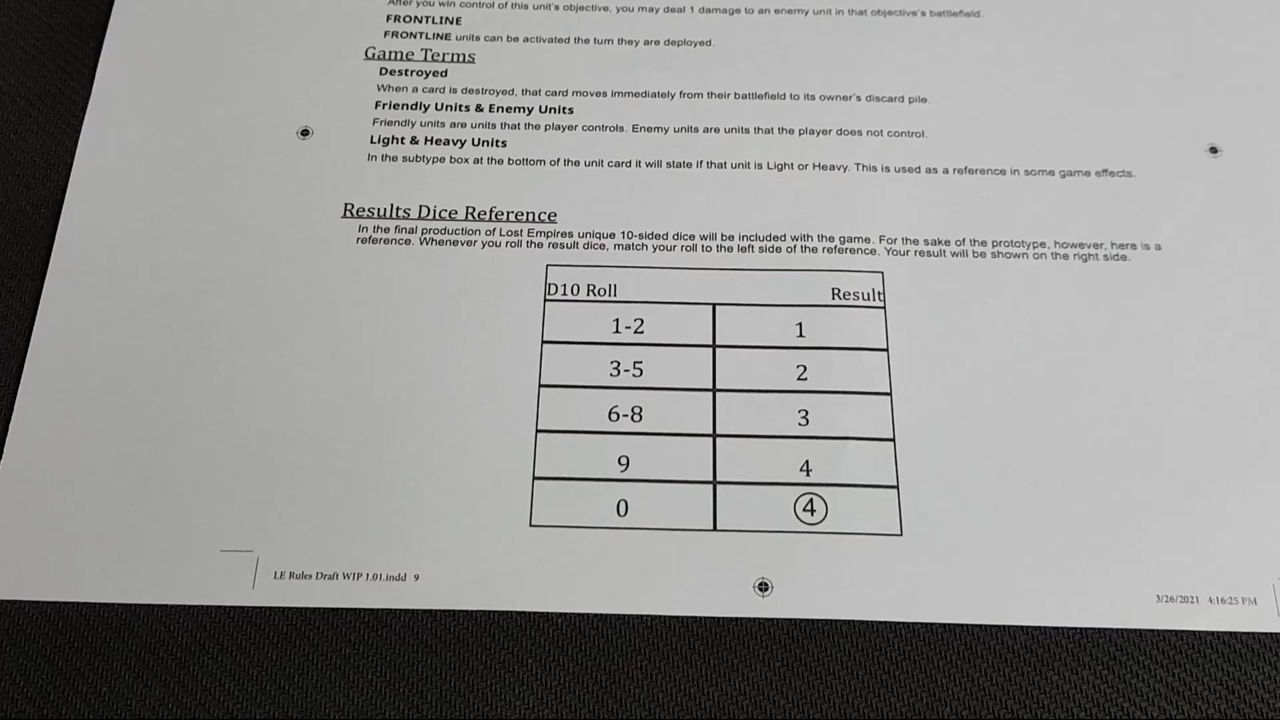 After you win control of this unit's objective, you may deal 1 damage to an enemy unit in that objective's battlefield.
FRONTLINE
FRONTLINE units can be activated the turn they are deployed.
Game Terms
Destroyed
When a card is destroyed, that card moves immediately from their battlefield to its owner's discard pile.
Friendly Units & Enemy Units
Friendly units are units that the player controls. Enemy units are units that the player does not control.
Light & Heavy Units
In the subtype box at the bottom of the unit card it will state if that unit is Light or Heavy. This is used as a reference in some game effects.
Results Dice Reference
In the final production of Lost Empires unique 10-sided dice will be included with the game. For the sake of the prototype, however, here is a
reference. Whenever you roll the result dice, match your roll to the left side of the reference. Your result will be shown on the right side.
D10 Roll Result
1-2 1
3-5 2
6-8 3
9 4
0 4
LE Rules Draft WIP 1.01.indd 9
3/26/2021 4:16:25 PM